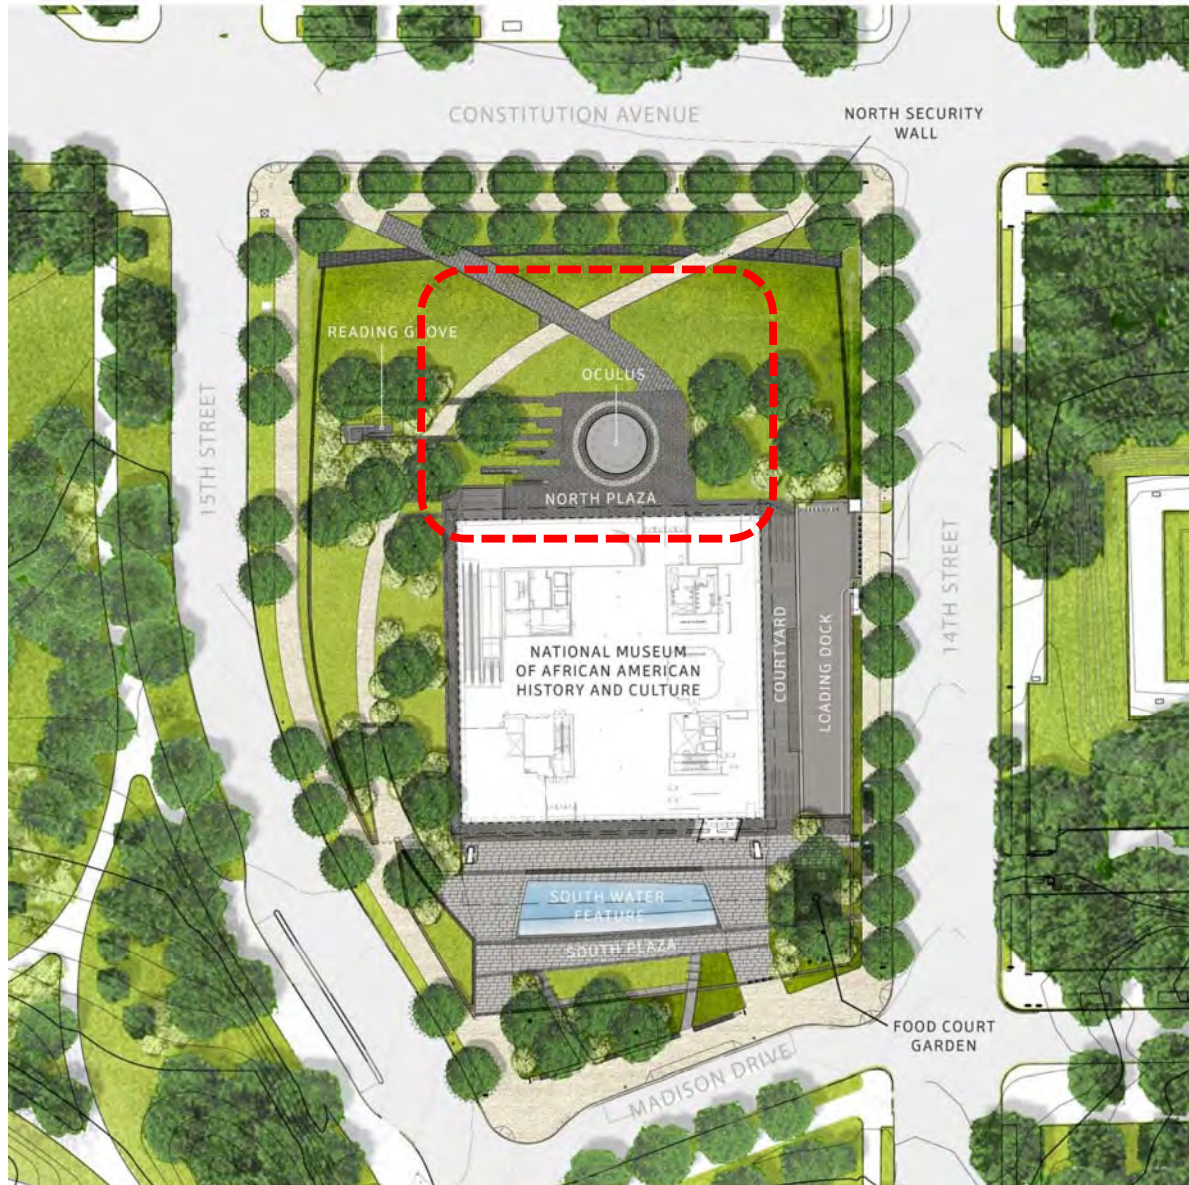 CONSTITUTION AVENUE
NORTH SECURITY
WALL
READING GROVE
OCULUS
15TH STREET
NORTH PLAZA
14TH STREET
NATIONAL MUSEUM
OF AFRICAN AMERICAN
HISTORY AND CULTURE
COURTYARD
LOADING DOCK
SOUTH WATER
FEATURE
SOUTH PLAZA
FOOD COURT
GARDEN
MADISON DRIVE